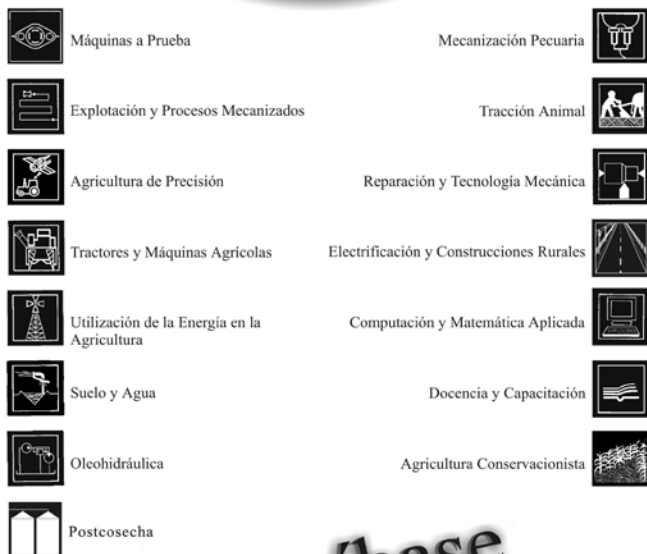 Máquinas a Prueba
Explotación y Procesos Mecanizados
Agricultura de Precisión
Tractores y Máquinas Agrícolas
Utilización de la Energía en la
Agricultura
Suelo y Agua
Oleohidráulica
Postcosecha
Mecanización Pecuaria
Tracción Animal
Reparación y Tecnología Mecánica
Electrificación y Construcciones Rurales
Computación y Matemática Aplicada
Docencia y Capacitación
Agricultura Conservacionista